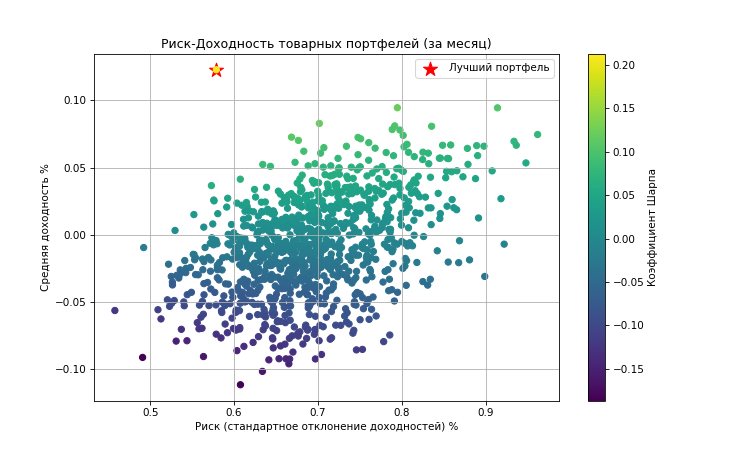 Риск-Доходность товарных портфелей (за месяц)
Лучший портфель
Средняя доходность %
0.10
0.05
0.00
−0.05
−0.10
0.5 0.6 0.7 0.8 0.9
Риск (стандартное отклонение доходностей) %
0.20
0.15
0.10
0.05
0.00
−0.05
−0.10
−0.15
Коэффициент Шарпа